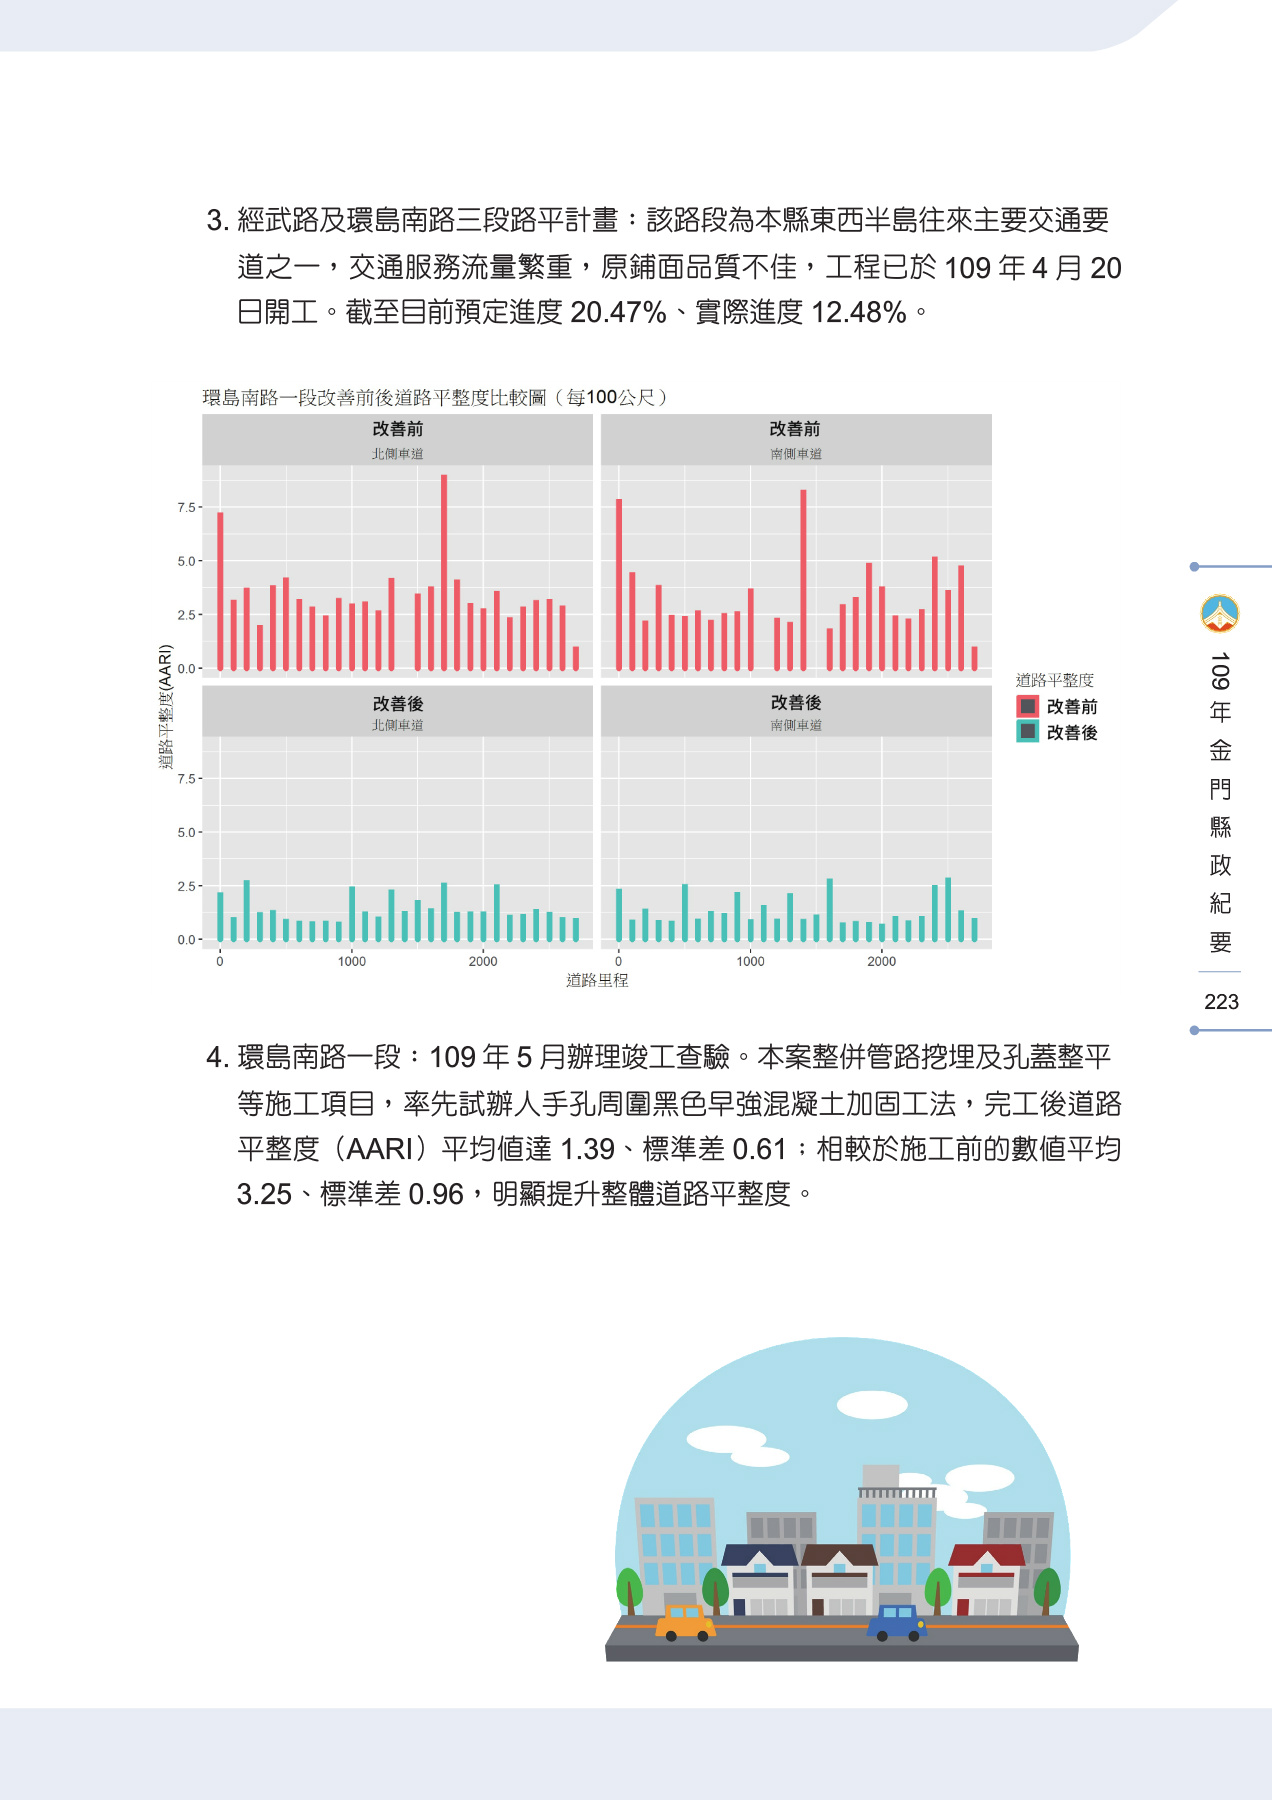 3. 經武路及環島南路三段路平計畫：該路段為本縣東西半島往來主要交通要
道之一，交通服務流量繁重，原鋪面品質不佳，工程已於 109 年 4 月 20
日開工。截至目前預定進度 20.47%、實際進度 12.48%。
環島南路一段改善前後道路平整度比較圖（每100公尺）
改善前
北側車道
改善前
南側車道
7.5
5.0
2.5
0.0
道路平整度(AARI)
改善後
北側車道
改善後
南側車道
7.5
5.0
2.5
0.0
0
1000
2000
0
1000
2000
道路里程
道路平整度
改善前
改善後
109年金門縣政紀要
223
4. 環島南路一段：109 年 5 月辦理竣工查驗。本案整併管路挖埋及孔蓋整平
等施工項目，率先試辦人手孔周圍黑色早強混凝土加固工法，完工後道路
平整度（AARI）平均值達 1.39、標準差 0.61；相較於施工前的數值平均
3.25、標準差 0.96，明顯提升整體道路平整度。